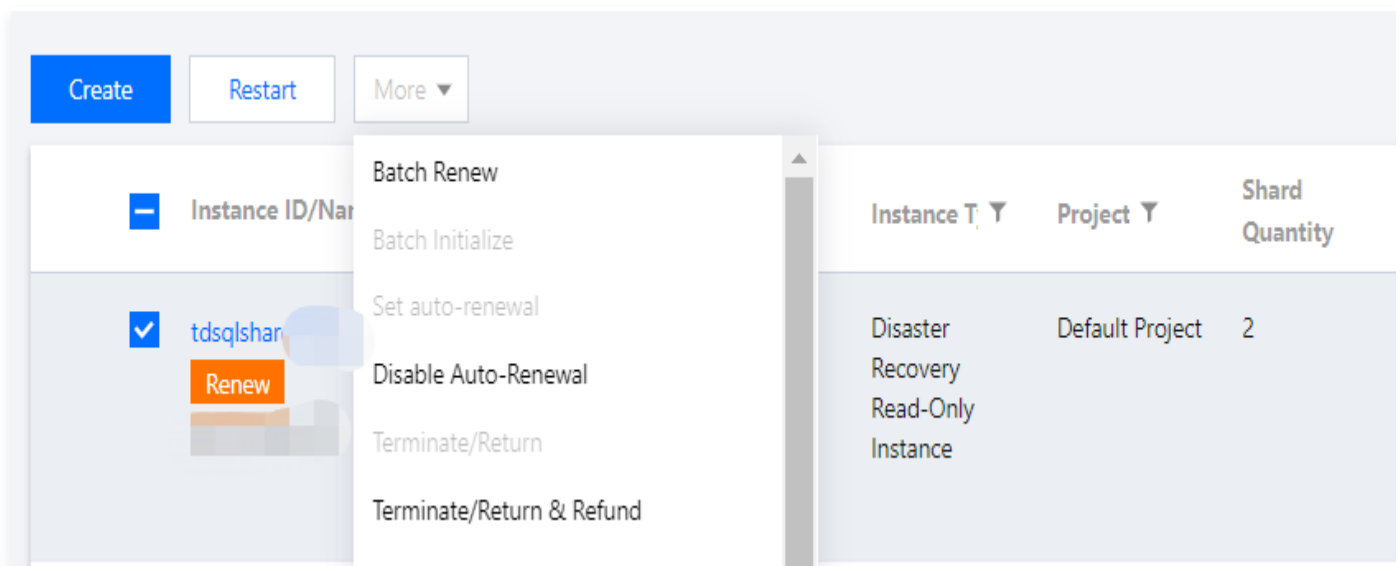 Create
Restart
More
Batch Renew
Batch Initialize
Set auto-renewal
Disable Auto-Renewal
Terminate/Return
Terminate/Return & Refund
Instance ID/Nar
Instance T
Project
Shard
Quantity
tdsqlshar
Renew
Disaster
Recovery
Read-Only
Instance
Default Project
2